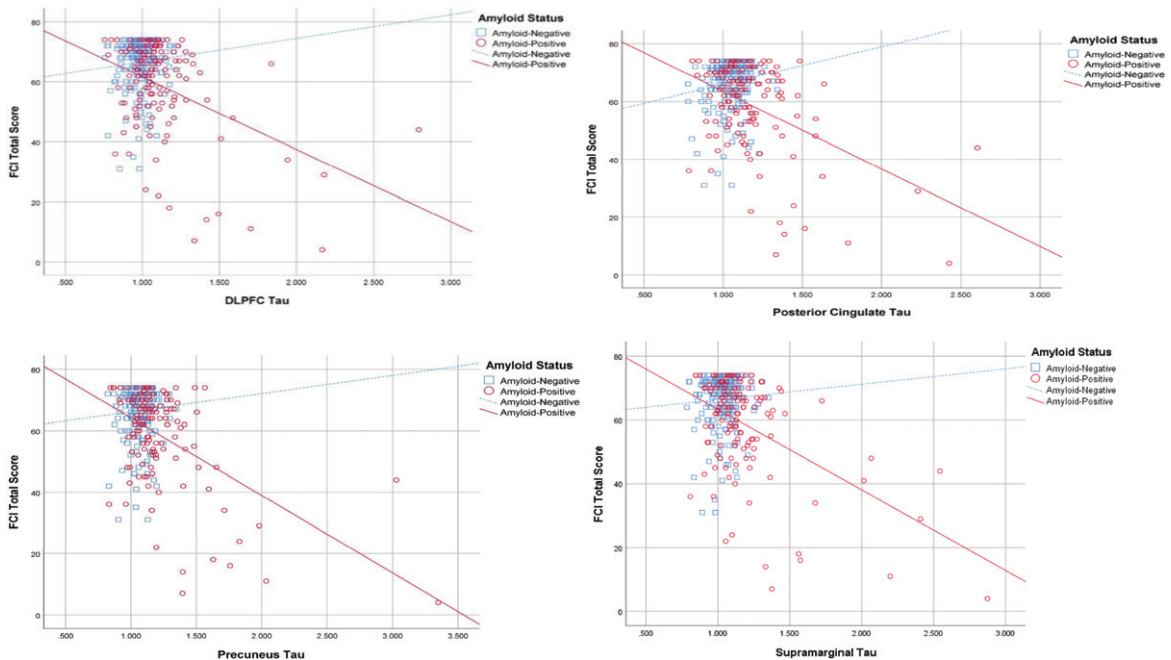 Amyloid Status
Amyloid-Negative
Amyloid-Positive
Amyloid-Negative
Amyloid-Positive
FCI Total Score
80
60
40
20
0
.500 1.000 1.500 2.000 2.500 3.000
DLPFC Tau
Amyloid Status
Amyloid-Negative
Amyloid-Positive
Amyloid-Negative
Amyloid-Positive
FCI Total Score
80
60
40
20
0
.500 1.000 1.500 2.000 2.500 3.000
Posterior Cingulate Tau
Amyloid Status
Amyloid-Negative
Amyloid-Positive
Amyloid-Negative
Amyloid-Positive
FCI Total Score
80
60
40
20
0
.500 1.000 1.500 2.000 2.500 3.000 3.500
Precuneus Tau
Amyloid Status
Amyloid-Negative
Amyloid-Positive
Amyloid-Negative
Amyloid-Positive
FCI Total Score
80
60
40
20
0
.500 1.000 1.500 2.000 2.500 3.000
Supramarginal Tau